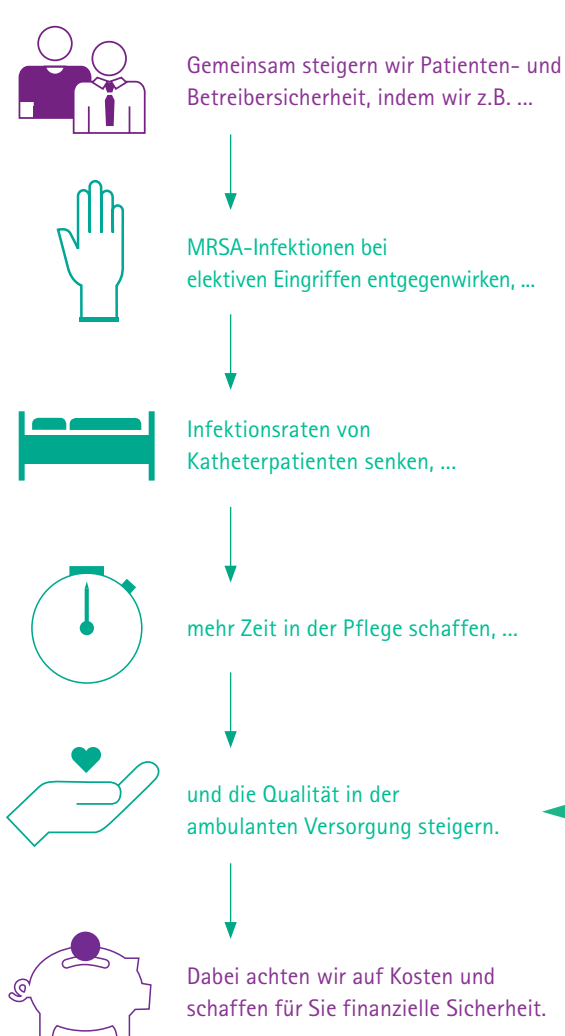 Gemeinsam steigern wir Patienten- und
Betreibersicherheit, indem wir z.B. ...
MRSA-Infektionen bei
elektiven Eingriffen entgegenwirken, ...
Infektionsraten von
Katheterpatienten senken, ...
mehr Zeit in der Pflege schaffen, ...
und die Qualität in der
ambulanten Versorgung steigern.
Dabei achten wir auf Kosten und
schaffen für Sie finanzielle Sicherheit.